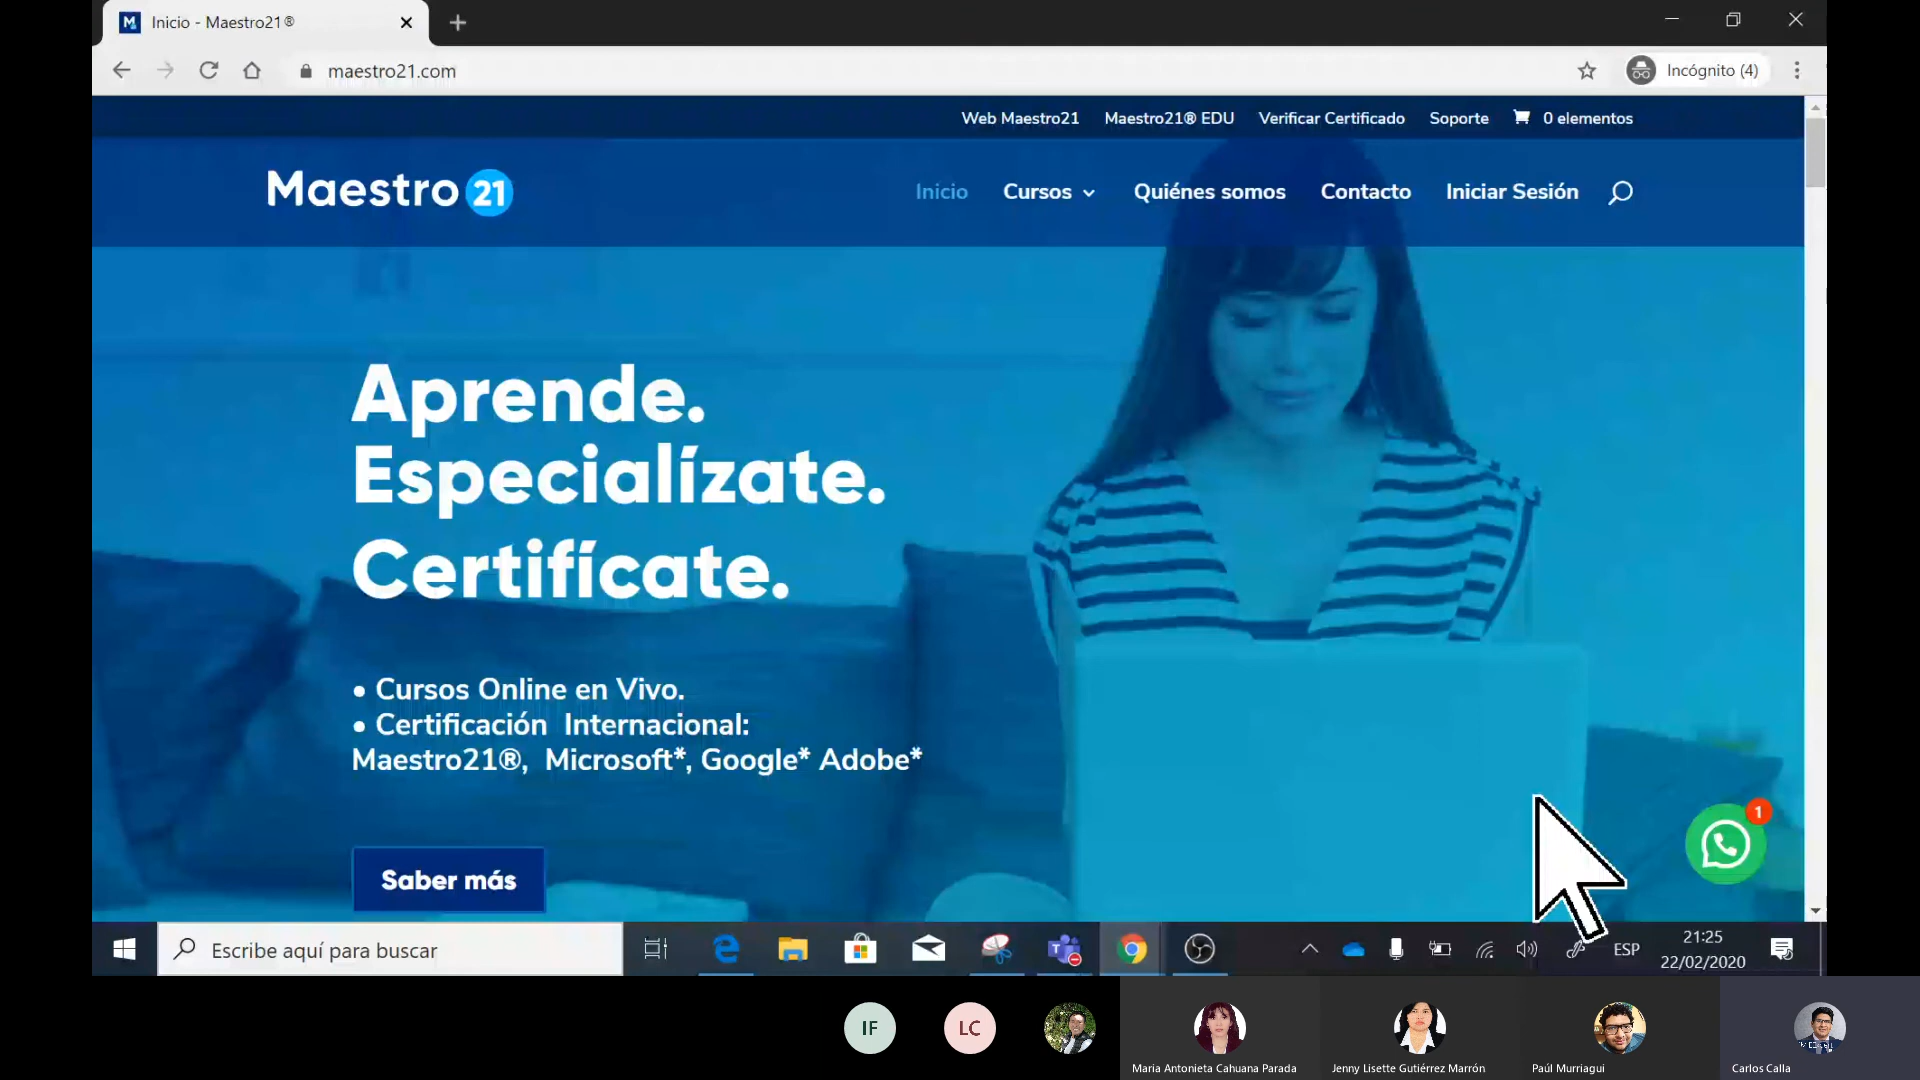 Inicio - Maestro21®
maestro21.com
Incógnito (4)
Web Maestro21 Maestro21® EDU Verificar Certificado Soporte 0 elementos
Maestro 21
Inicio Cursos Quiénes somos Contacto Iniciar Sesión
Aprende.
Especialízate.
Certifícate.
• Cursos Online en Vivo.
• Certificación Internacional:
Maestro21®, Microsoft*, Google* Adobe*
1
Saber más
Escribe aquí para buscar
ESP
21:25
22/02/2020
IF
LC
Maria Antonieta Cahuana Parada
Jenny Lisette Gutiérrez Marrón
Paúl Murriagui
Carlos Calla